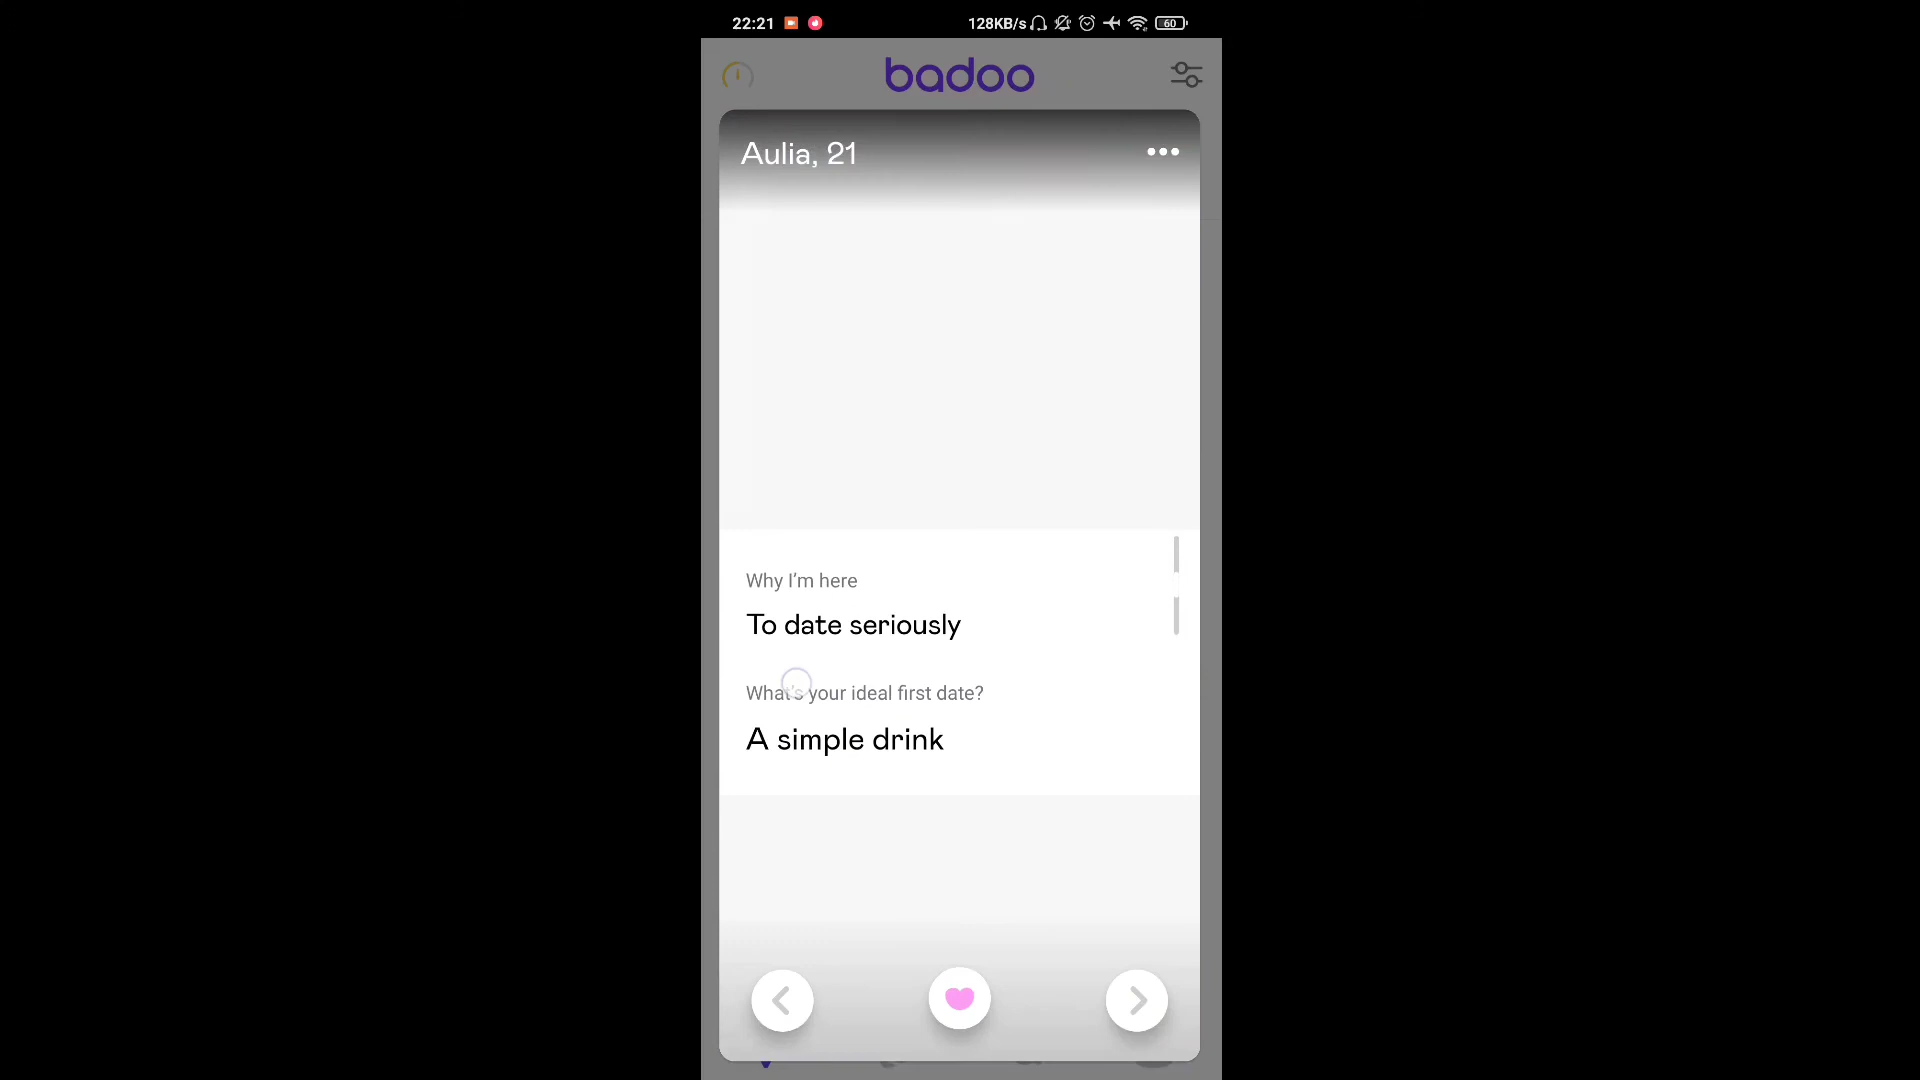 22:21
128KB/s
60
badoo
Aulia, 21
Why I'm here
To date seriously
What's your ideal first date?
A simple drink